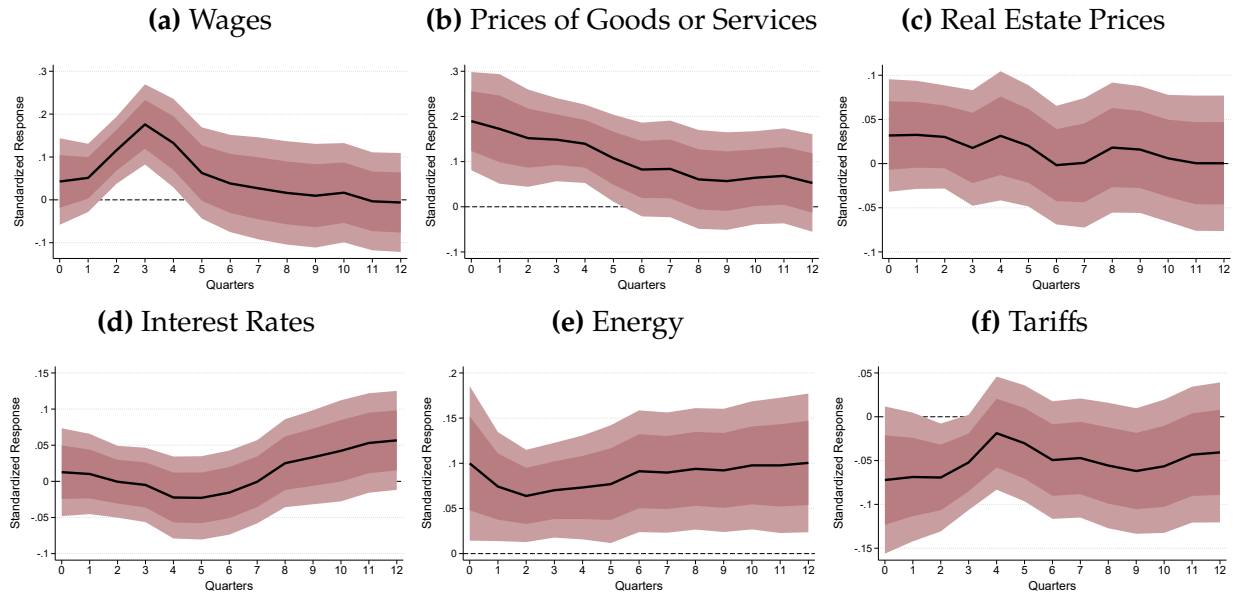 (a) Wages
Standardized Response
.3
.2
.1
0
-.1
0 1 2 3 4 5 6 7 8 9 10 11 12
Quarters
(b) Prices of Goods or Services
Standardized Response
.3
.2
.1
0
-.1
0 1 2 3 4 5 6 7 8 9 10 11 12
Quarters
(c) Real Estate Prices
Standardized Response
.1
.05
0
-.05
-.1
0 1 2 3 4 5 6 7 8 9 10 11 12
Quarters
(d) Interest Rates
Standardized Response
.15
.1
.05
0
-.05
-.1
0 1 2 3 4 5 6 7 8 9 10 11 12
Quarters
(e) Energy
Standardized Response
.2
.15
.1
.05
0
0 1 2 3 4 5 6 7 8 9 10 11 12
Quarters
(f) Tariffs
Standardized Response
.05
0
-.05
-.1
-.15
0 1 2 3 4 5 6 7 8 9 10 11 12
Quarters